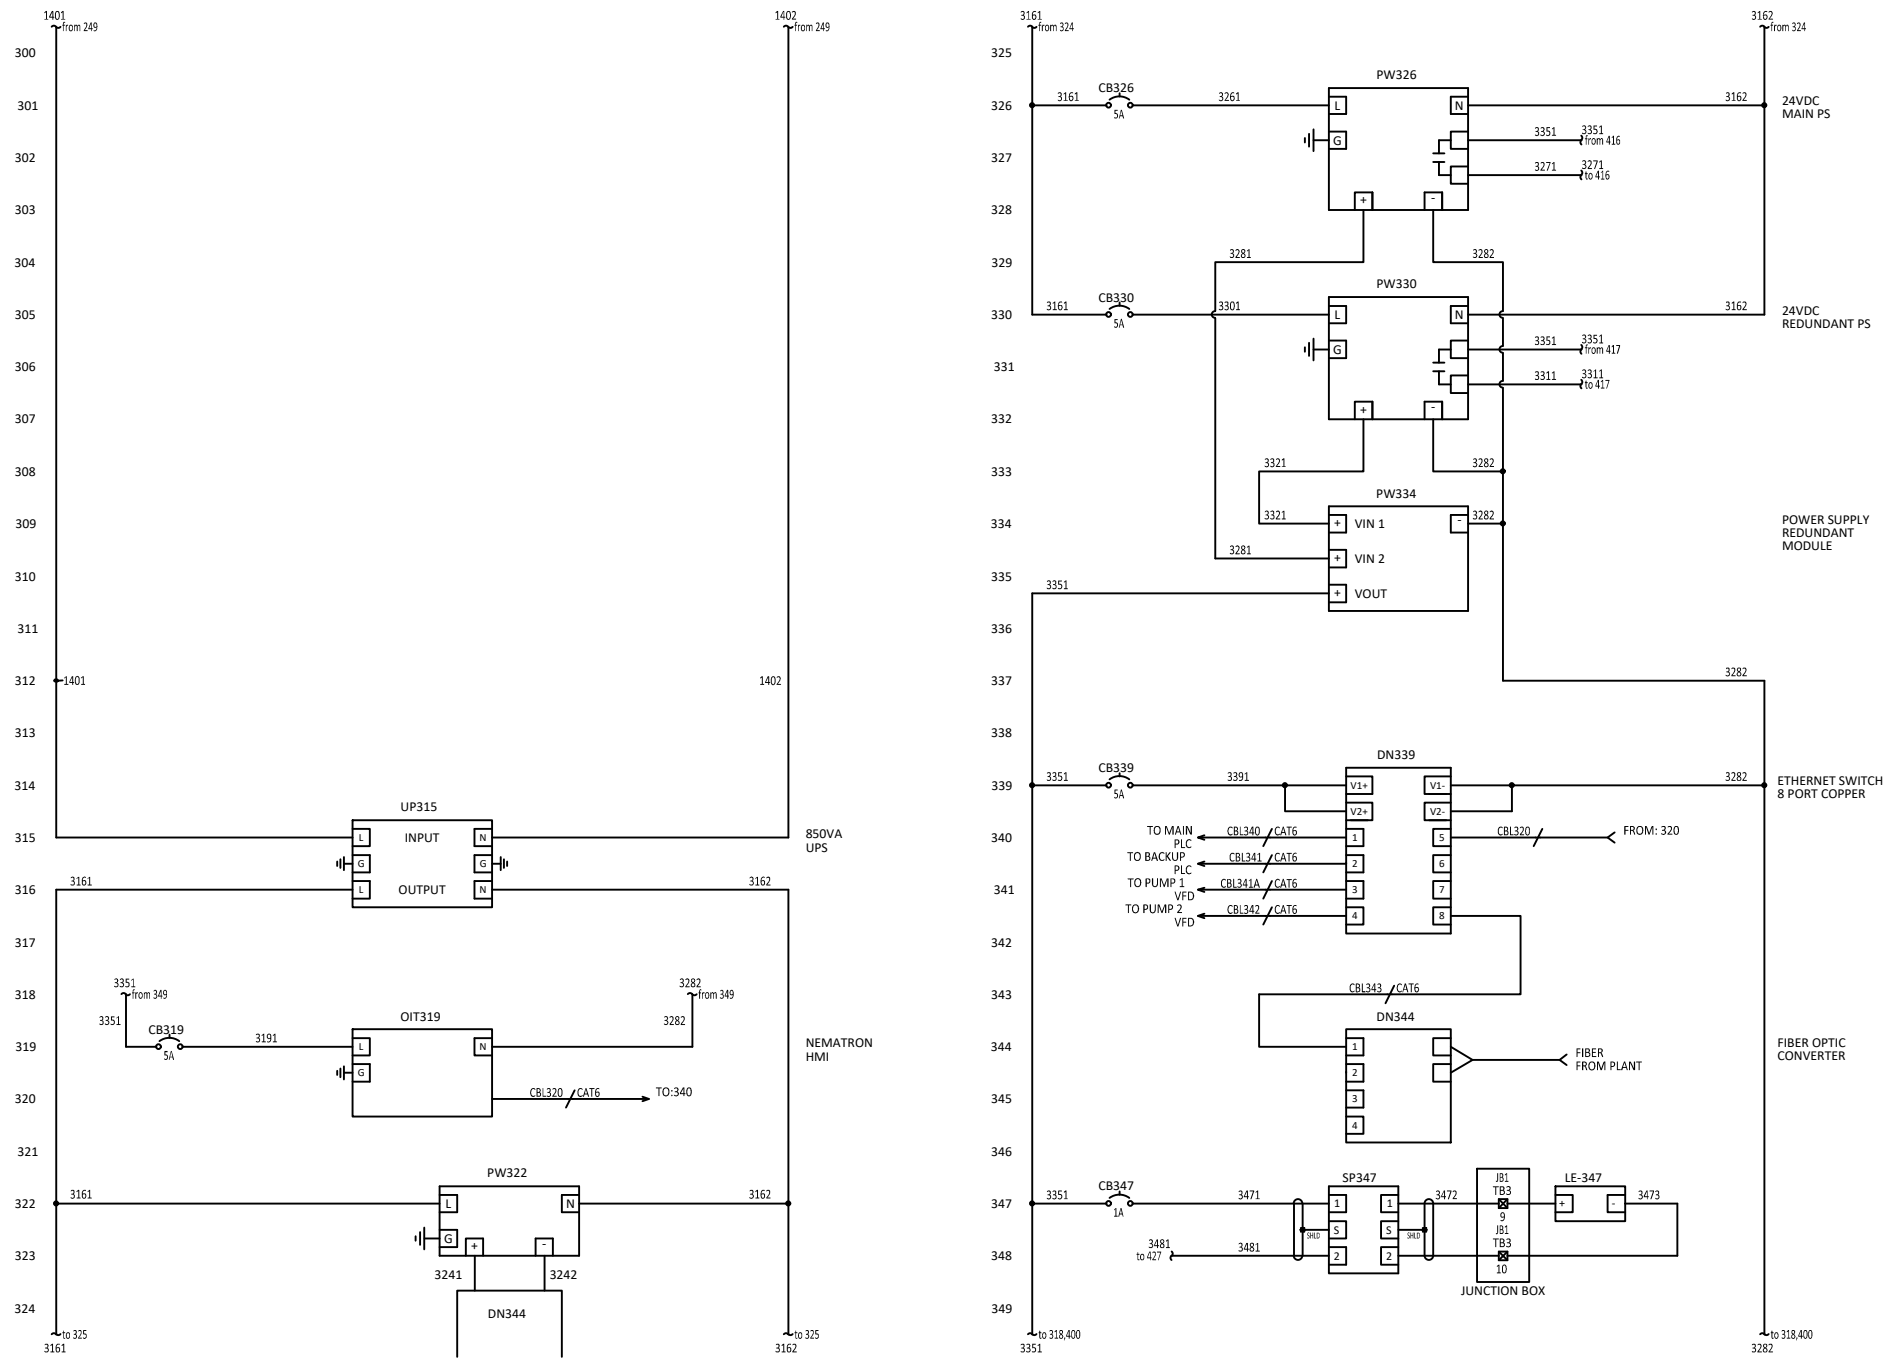 1401
from 249
1402
from 249
300
301
302
303
304
305
306
307
308
309
310
311
312
1401
1402
313
314
UP315
315
L
INPUT
N
850VA
UPS
G
G
316
3161
L
OUTPUT
N
3162
317
318
3351
from 349
3282
from 349
3351
CB319
5A
3191
OIT319
3282
319
L
N
NEMATRON
HMI
G
320
CBL320
CAT6
TO:340
321
PW322
322
3161
L
N
3162
G
323
+
-
3241
3242
324
DN344
to 325
3161
to 325
3162
3161
from 324
3162
from 324
325
PW326
326
3161
CB326
5A
3261
L
N
3162
24VDC
MAIN PS
G
3351
3351
from 416
327
3271
3271
to 416
328
+
-
329
3281
3282
PW330
330
3161
CB330
5A
3301
L
N
3162
24VDC
REDUNDANT PS
G
3351
3351
from 417
331
3311
3311
to 417
332
+
-
333
3321
3282
PW334
334
3321
+
VIN 1
-
3282
POWER SUPPLY
REDUNDANT
MODULE
3281
+
VIN 2
335
3351
+
VOUT
336
337
3282
338
DN339
339
3351
CB339
5A
3391
V1+
V1-
3282
ETHERNET SWITCH
8 PORT COPPER
V2+
V2-
340
TO MAIN
PLC
CBL340
CAT6
1
5
CBL320
FROM: 320
TO BACKUP
PLC
CBL341
CAT6
2
6
341
TO PUMP 1
VFD
CBL341A
CAT6
3
7
TO PUMP 2
VFD
CBL342
CAT6
4
8
342
343
CBL343
CAT6
DN344
344
1
FIBER
FROM PLANT
FIBER OPTIC
CONVERTER
2
345
3
4
346
SP347
JB1
TB3
LE-347
347
3351
CB347
1A
3471
1
1
3472
9
+
-
3473
SHLD
S
S
SHLD
JB1
TB3
348
3481
to 427
3481
2
2
10
JUNCTION BOX
349
to 318,400
3351
to 318,400
3282